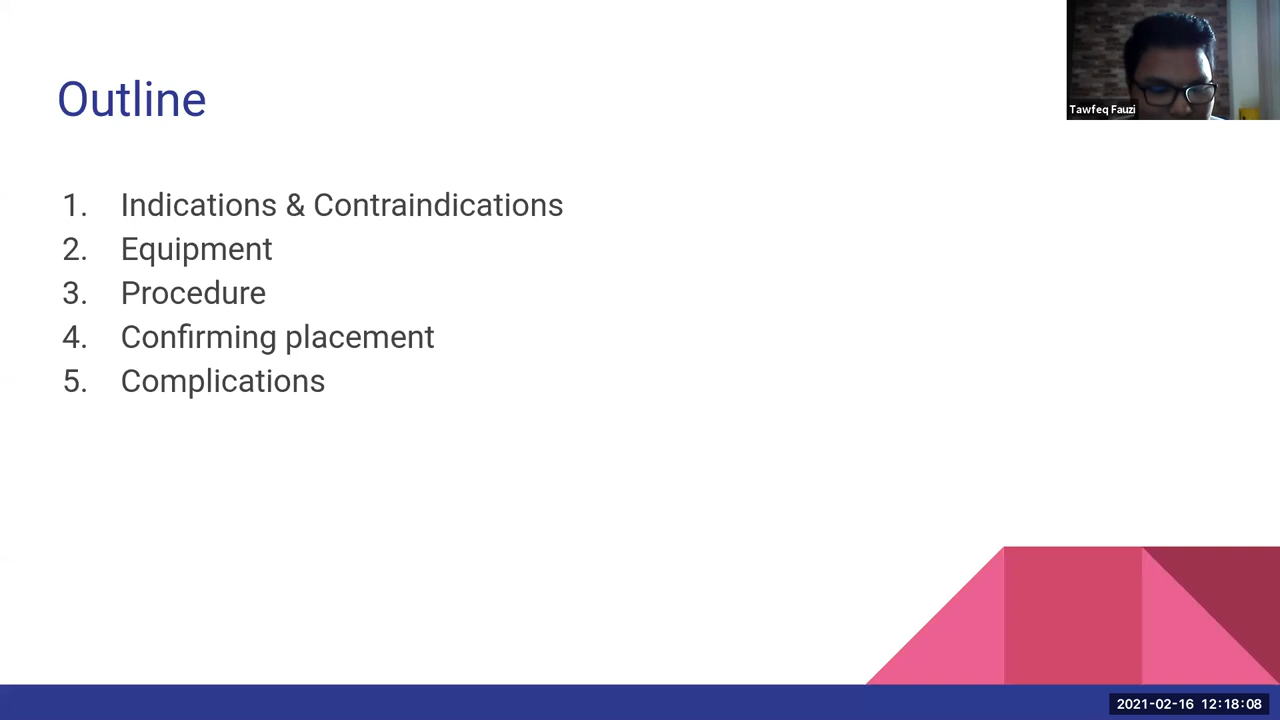 Outline
Tawfeq Fauzi
1. Indications & Contraindications
2. Equipment
3. Procedure
4. Confirming placement
5. Complications
2021-02-16 12:18:08